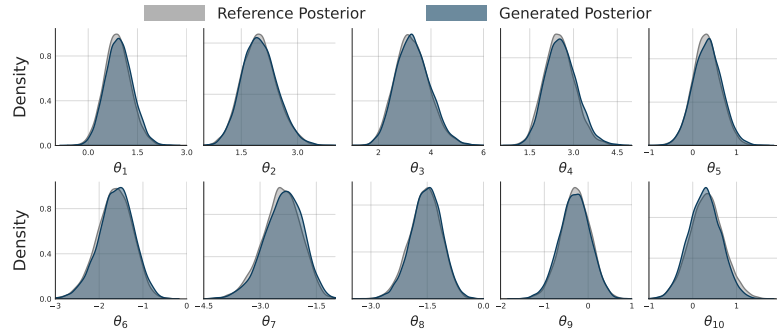 Reference Posterior Generated Posterior
Density
0.8
0.4
0.0
0.0 1.5 3.0 1.5 3.0 2 4 6 1.5 3.0 4.5 −1 0 1
θ1 θ2 θ3 θ4 θ5
Density
0.8
0.4
0.0
−3 −2 −1 0 −4.5 −3.0 −1.5 −3.0 −1.5 0.0 −2 −1 0 1 −1 0 1
θ6 θ7 θ8 θ9 θ10